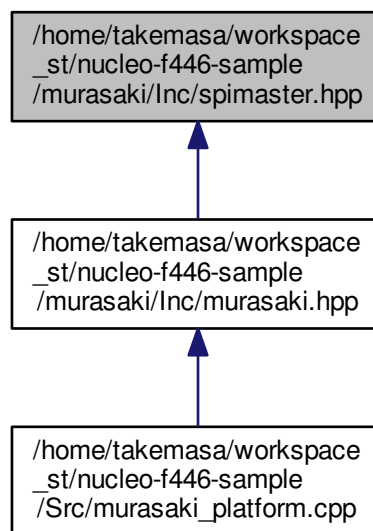 /home/takemasa/workspace
_st/nucleo-f446-sample
/murasaki/Inc/spimaster.hpp
/home/takemasa/workspace
_st/nucleo-f446-sample
/murasaki/Inc/murasaki.hpp
/home/takemasa/workspace
_st/nucleo-f446-sample
/Src/murasaki_platform.cpp